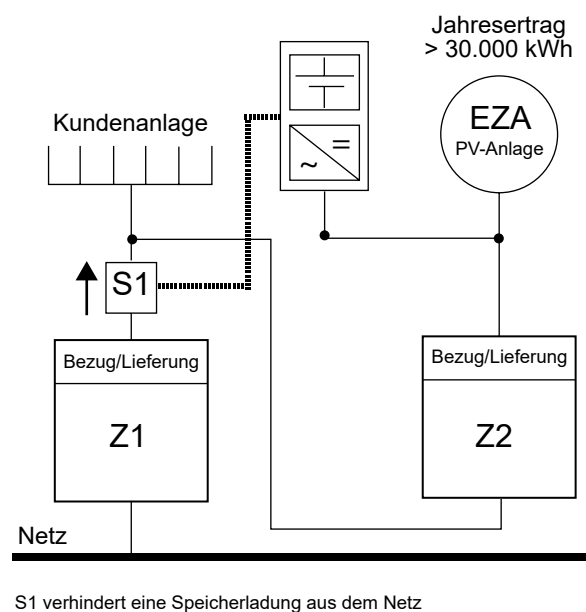 Jahresertrag
> 30.000 kWh
EZA
PV-Anlage
Kundenanlage
~ =
S1
Bezug/Lieferung
Z1
Bezug/Lieferung
Z2
Netz
S1 verhindert eine Speicherladung aus dem Netz